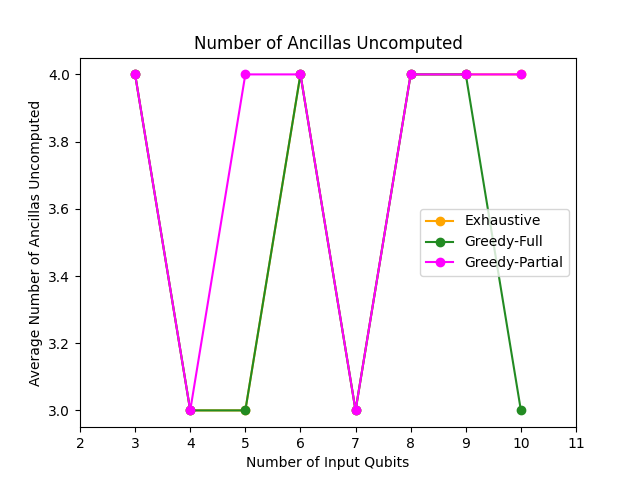 Number of Ancillas Uncomputed
Average Number of Ancillas Uncomputed
4.0
3.8
3.6
3.4
3.2
3.0
Exhaustive
Greedy-Full
Greedy-Partial
2 3 4 5 6 7 8 9 10 11
Number of Input Qubits